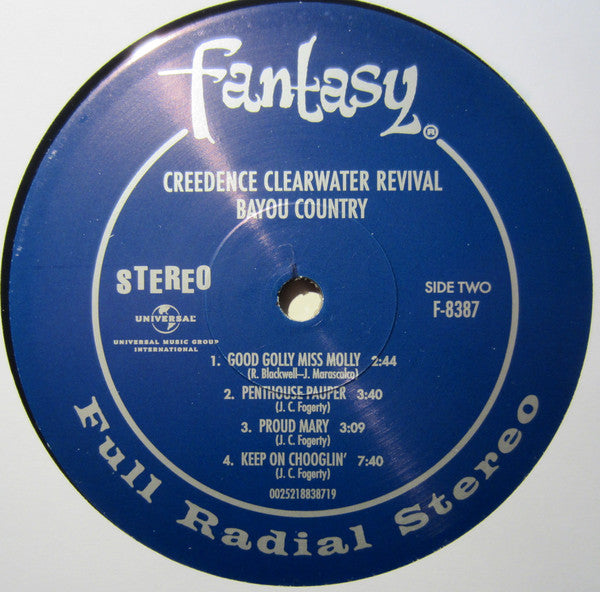 fantasy®
CREEDENCE CLEARWATER REVIVAL
BAYOU COUNTRY
STEREO
UNIVERSAL
UNIVERSAL MUSIC GROUP
INTERNATIONAL
SIDE TWO
F-8387
1. GOOD GOLLY MISS MOLLY 2:44
(R. Blackwell–J. Marascalco)
2. PENTHOUSE PAUPER 3:40
(J. C. Fogerty)
3. PROUD MARY 3:09
(J. C. Fogerty)
4. KEEP ON CHOOGLIN' 7:40
(J. C. Fogerty)
0025218838719
Full Radial Stereo